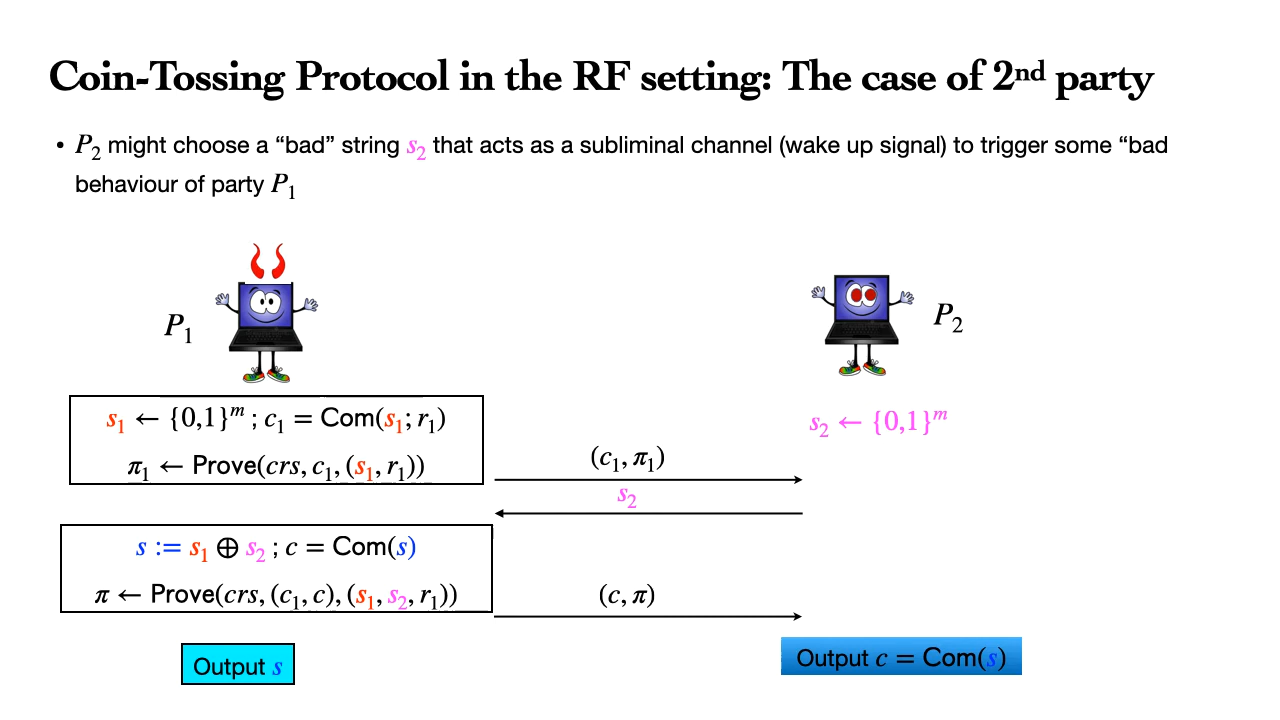 Coin-Tossing Protocol in the RF setting: The case of 2ⁿᵈ party
• P₂ might choose a “bad” string s₂ that acts as a subliminal channel (wake up signal) to trigger some “bad
behaviour of party P₁
P₁
P₂
s₁ ← {0,1}ᵐ ; c₁ = Com(s₁; r₁)
π₁ ← Prove(crs, c₁, (s₁, r₁))
s₂ ← {0,1}ᵐ
(c₁, π₁)
s₂
s := s₁ ⊕ s₂ ; c = Com(s)
π ← Prove(crs, (c₁, c), (s₁, s₂, r₁))
(c, π)
Output s
Output c = Com(s)